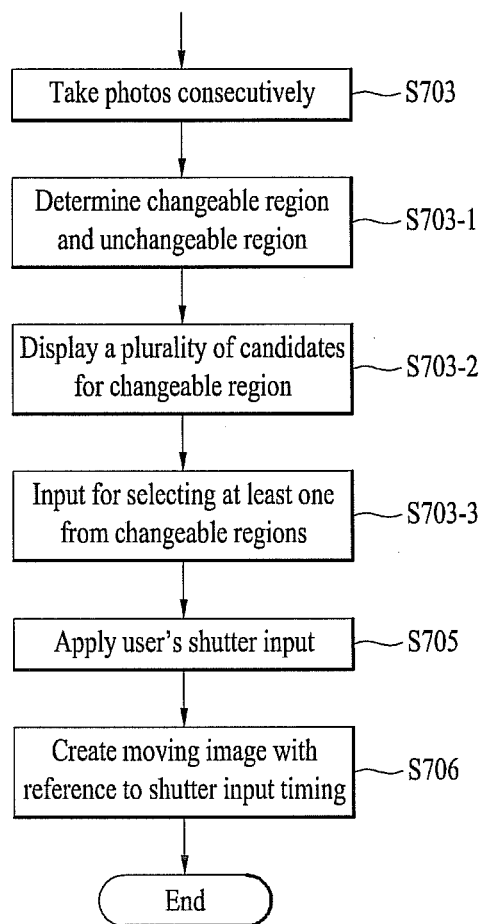 Take photos consecutively
S703
Determine changeable region
and unchangeable region
S703-1
Display a plurality of candidates
for changeable region
S703-2
Input for selecting at least one
from changeable regions
S703-3
Apply user's shutter input
S705
Create moving image with
reference to shutter input timing
S706
End